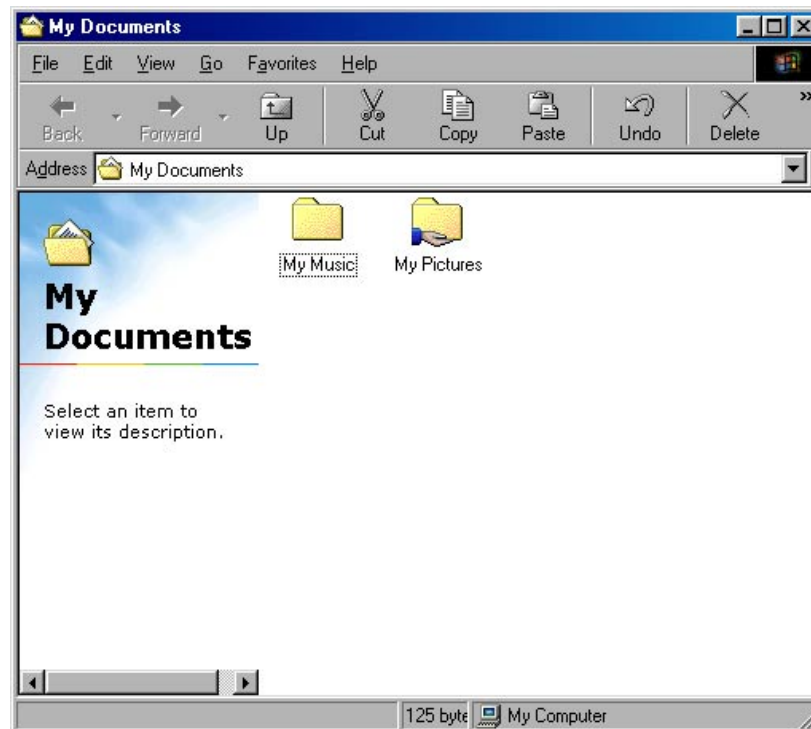 My Documents
File Edit View Go Favorites Help
Back Forward Up Cut Copy Paste Undo Delete »
Address My Documents
My
Documents
Select an item to
view its description.
My Music My Pictures
125 byte My Computer